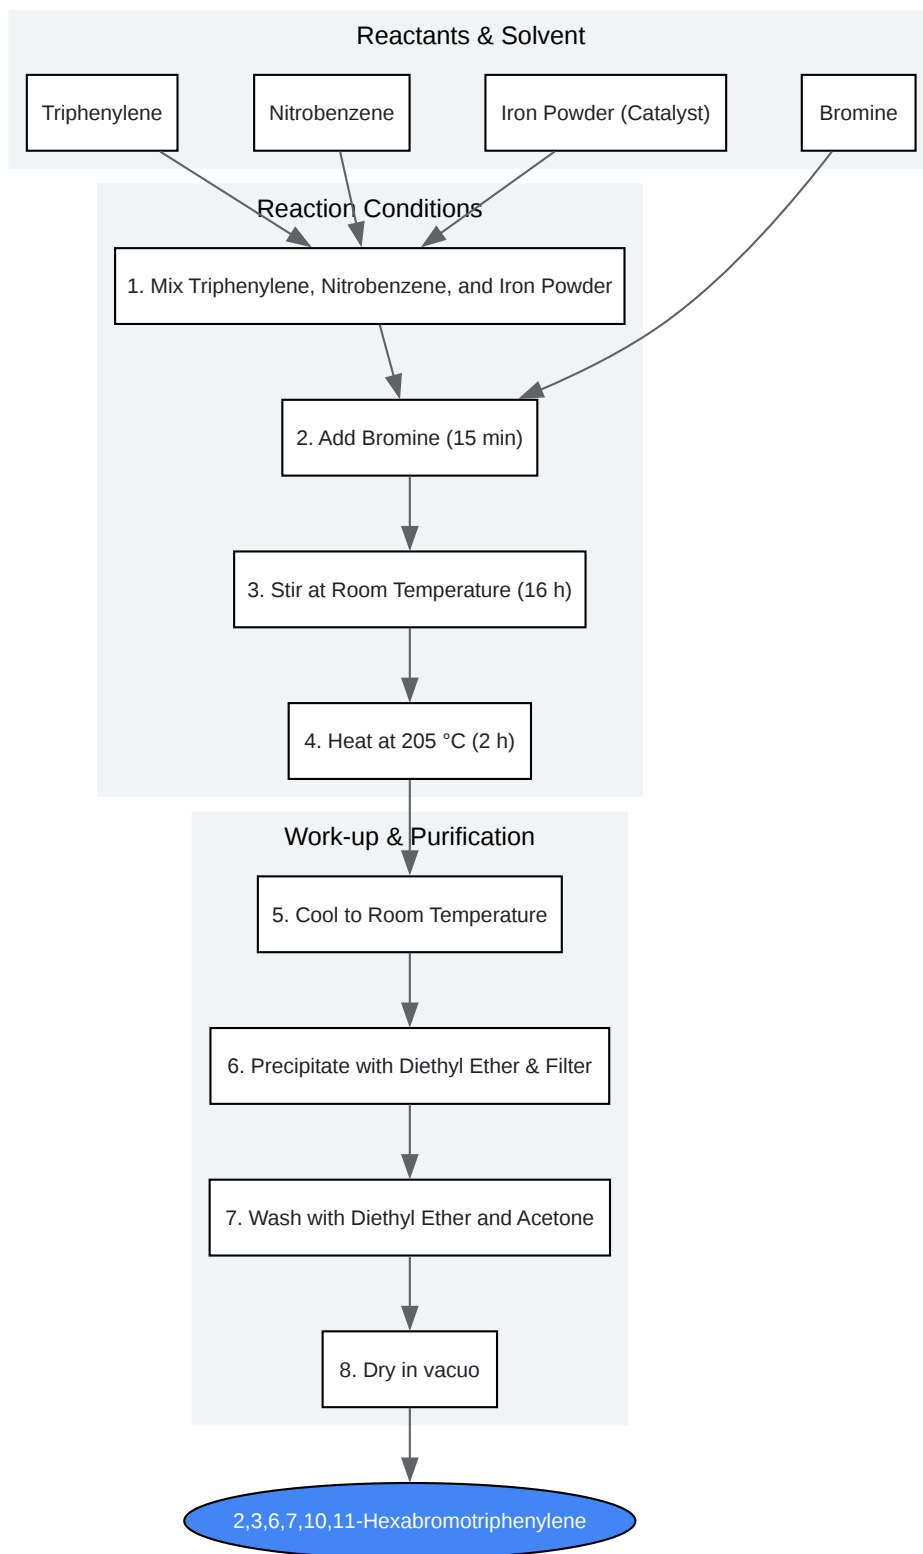 Reactants & Solvent
Triphenylene
Nitrobenzene
Iron Powder (Catalyst)
Bromine
Reaction Conditions
1. Mix Triphenylene, Nitrobenzene, and Iron Powder
2. Add Bromine (15 min)
3. Stir at Room Temperature (16 h)
4. Heat at 205 °C (2 h)
Work-up & Purification
5. Cool to Room Temperature
6. Precipitate with Diethyl Ether & Filter
7. Wash with Diethyl Ether and Acetone
8. Dry in vacuo
2,3,6,7,10,11-Hexabromotriphenylene